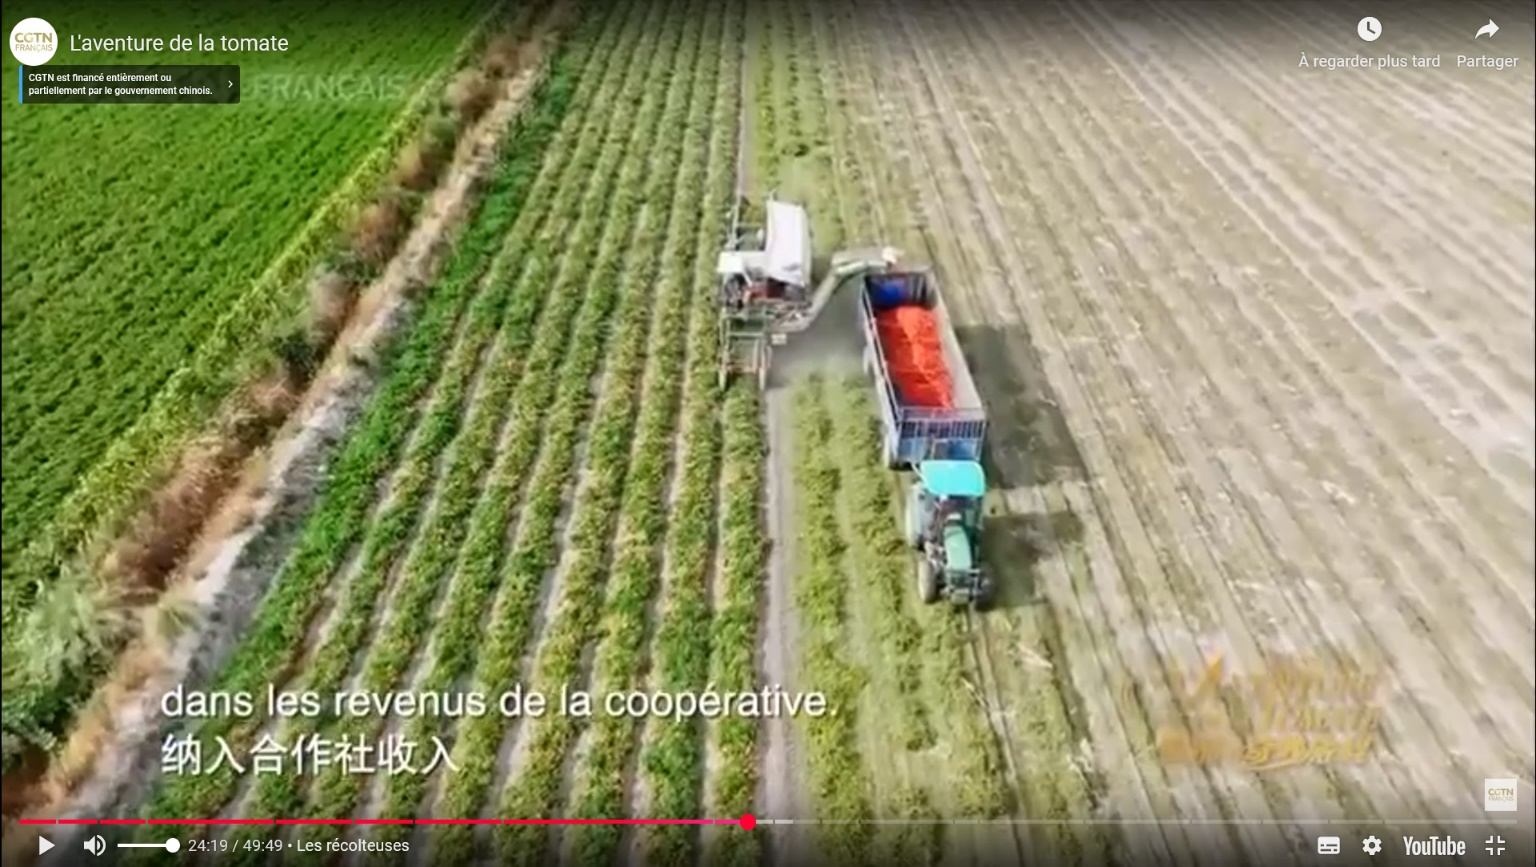 CGTN
FRANÇAIS
L'aventure de la tomate
À regarder plus tard
Partager
CGTN est financé entièrement ou
partiellement par le gouvernement chinois.
FRANÇAIS
dans les revenus de la coopérative.
纳入合作社收入
CGTN
FRANÇAIS
24:19 / 49:49 • Les récolteuses
YouTube